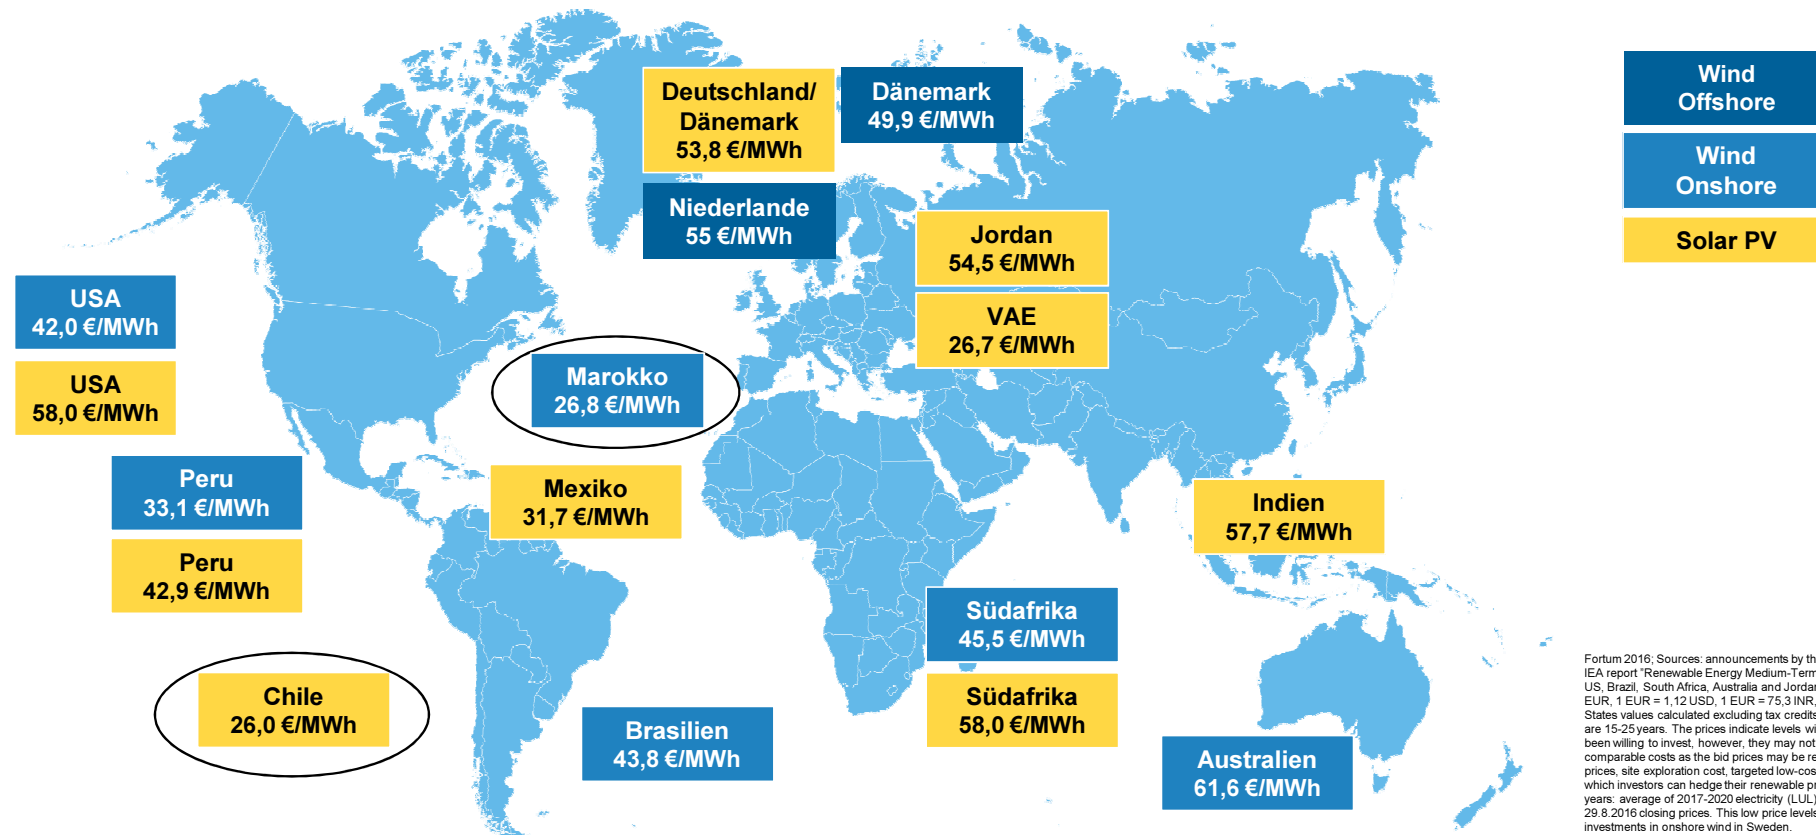 Deutschland/
Dänemark
53,8 €/MWh
Dänemark
49,9 €/MWh
Wind
Offshore
Wind
Onshore
Solar PV
Niederlande
55 €/MWh
Jordan
54,5 €/MWh
USA
42,0 €/MWh
VAE
26,7 €/MWh
USA
58,0 €/MWh
Marokko
26,8 €/MWh
Peru
33,1 €/MWh
Mexiko
31,7 €/MWh
Indien
57,7 €/MWh
Peru
42,9 €/MWh
Südafrika
45,5 €/MWh
Chile
26,0 €/MWh
Südafrika
58,0 €/MWh
Brasilien
43,8 €/MWh
Australien
61,6 €/MWh
Fortum 2016; Sources: announcements by
IEA report "Renewable Energy Medium-Term
US, Brazil, South Africa, Australia and
EUR, 1 EUR = 1,12 USD, 1 EUR = 75,3 INR,
States values calculated excluding tax credits
are 15-25 years. The prices indicate levels
been willing to invest, however, they may not
comparable costs as the bid prices may be
prices, site exploration cost, targeted
which investors can hedge their renewable
years: average of 2017-2020 electricity (LUL)
29.8.2016 closing prices. This low price levels
investments in onshore wind in Sweden.